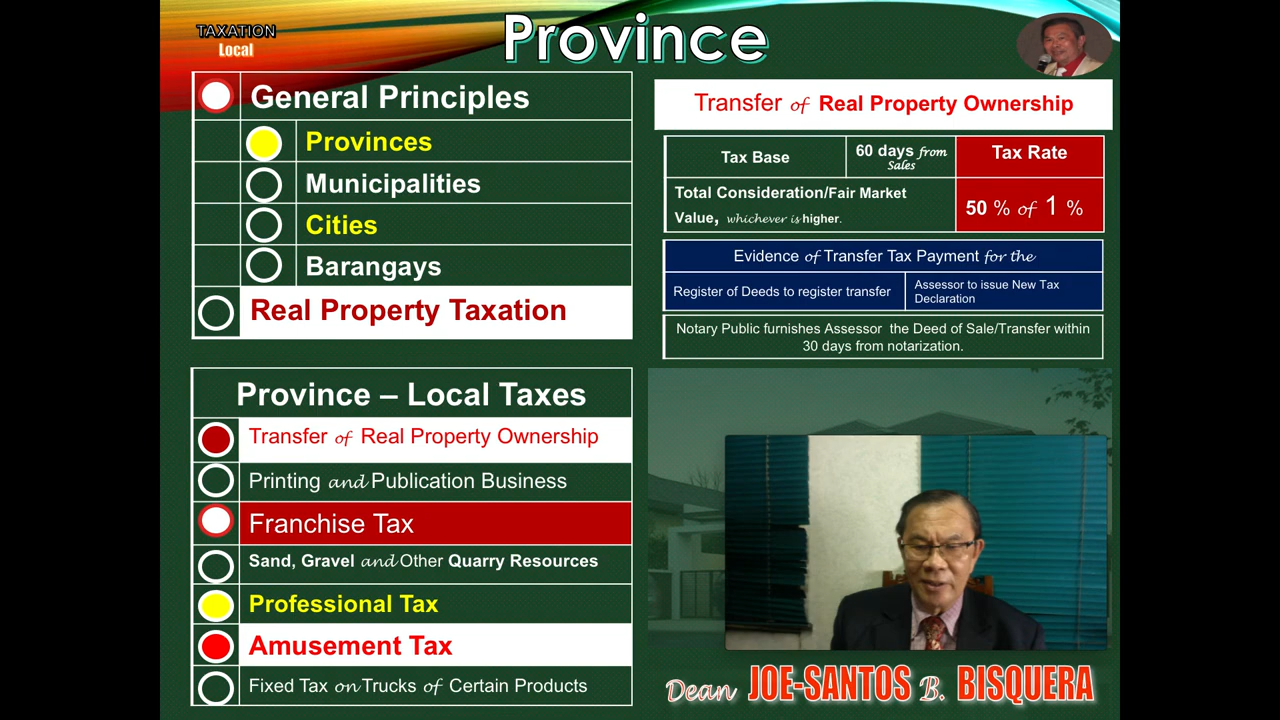 TAXATION
Local
Province
General Principles
Provinces
Municipalities
Cities
Barangays
Real Property Taxation
Province – Local Taxes
Transfer of Real Property Ownership
Printing and Publication Business
Franchise Tax
Sand, Gravel and Other Quarry Resources
Professional Tax
Amusement Tax
Fixed Tax on Trucks of Certain Products
Transfer of Real Property Ownership
Tax Base
60 days from
Sales
Tax Rate
Total Consideration/Fair Market
Value, whichever is higher.
50 % of 1 %
Evidence of Transfer Tax Payment for the
Register of Deeds to register transfer
Assessor to issue New Tax
Declaration
Notary Public furnishes Assessor the Deed of Sale/Transfer within
30 days from notarization.
Dean JOE-SANTOS B. BISQUERA